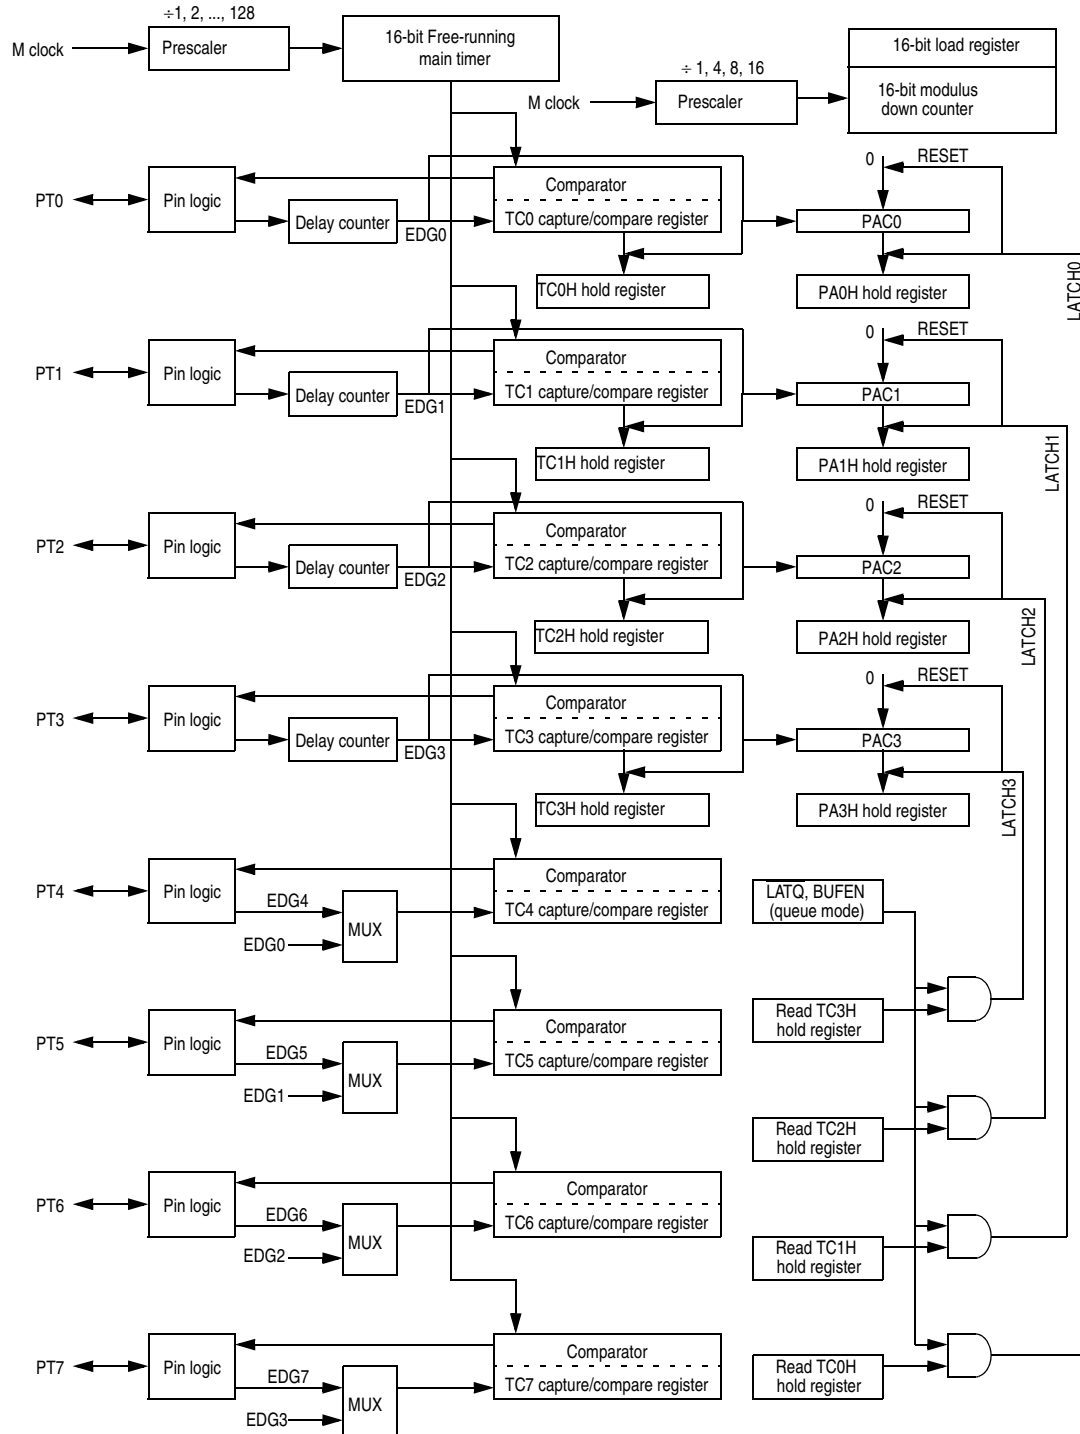 ÷1, 2, ..., 128
M clock
Prescaler
16-bit Free-running
main timer
÷ 1, 4, 8, 16
M clock
Prescaler
16-bit load register
16-bit modulus
down counter
PT0
Pin logic
Delay counter
EDG0
Comparator
TC0 capture/compare register
TC0H hold register
0
RESET
PAC0
PA0H hold register
LATCH0
PT1
Pin logic
Delay counter
EDG1
Comparator
TC1 capture/compare register
TC1H hold register
0
RESET
PAC1
PA1H hold register
LATCH1
PT2
Pin logic
Delay counter
EDG2
Comparator
TC2 capture/compare register
TC2H hold register
0
RESET
PAC2
PA2H hold register
LATCH2
PT3
Pin logic
Delay counter
EDG3
Comparator
TC3 capture/compare register
TC3H hold register
0
RESET
PAC3
PA3H hold register
LATCH3
PT4
Pin logic
EDG4
EDG0
MUX
Comparator
TC4 capture/compare register
LATQ, BUFEN
(queue mode)
PT5
Pin logic
EDG5
EDG1
MUX
Comparator
TC5 capture/compare register
Read TC3H
hold register
Read TC2H
hold register
PT6
Pin logic
EDG6
EDG2
MUX
Comparator
TC6 capture/compare register
Read TC1H
hold register
PT7
Pin logic
EDG7
EDG3
MUX
Comparator
TC7 capture/compare register
Read TC0H
hold register